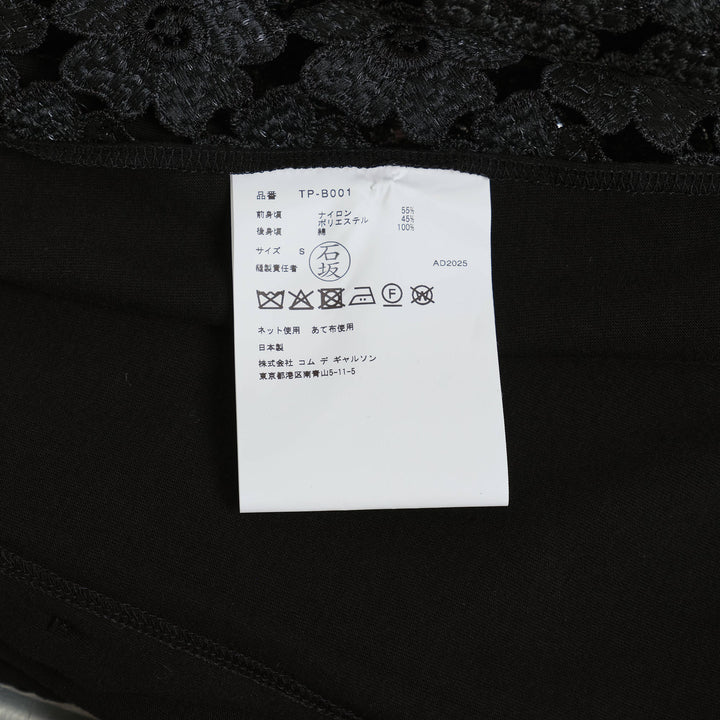 品番 TP-B001
前身頃 ナイロン 55%
ポリエステル 45%
後身頃 綿 100%
サイズ S
縫製責任者 石坂 AD2025
F W
ネット使用 あて布使用
日本製
株式会社 コム デ ギャルソン
東京都港区南青山5-11-5